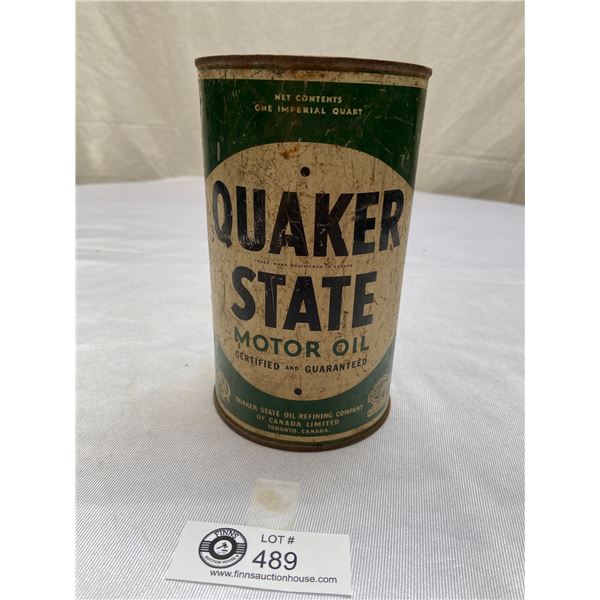 NET CONTENTS
ONE IMPERIAL QUART
QUAKER
TRADE MARK REGISTERED IN CANADA
STATE
MOTOR OIL
CERTIFIED AND GUARANTEED
QUAKER STATE OIL REFINING COMPANY
OF CANADA LIMITED
TORONTO, CANADA.
FINNS
AUCTION HOUSE
LOT #
489
www.finnsauctionhouse.com